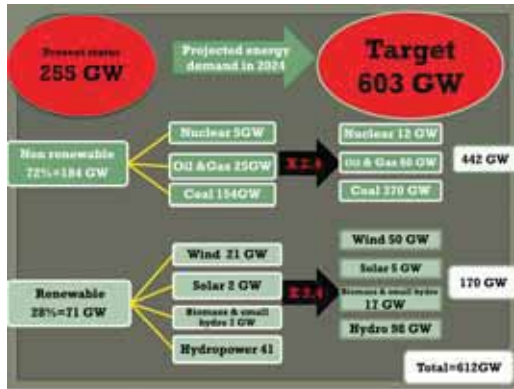 Present status
255 GW
Projected energy
demand in 2024
Target
603 GW
Non renewable
72%=184 GW
Nuclear 5GW
Oil &Gas 25GW
Coal 154GW
X 2.4
Nuclear 12 GW
Oil & Gas 60 GW
Coal 370 GW
442 GW
Renewable
28%=71 GW
Wind 21 GW
Solar 2 GW
Biomass & small
hydro 7 GW
Hydropower 41
X 2.4
Wind 50 GW
Solar 5 GW
Biomass & small hydro
17 GW
Hydro 98 GW
170 GW
Total=612GW